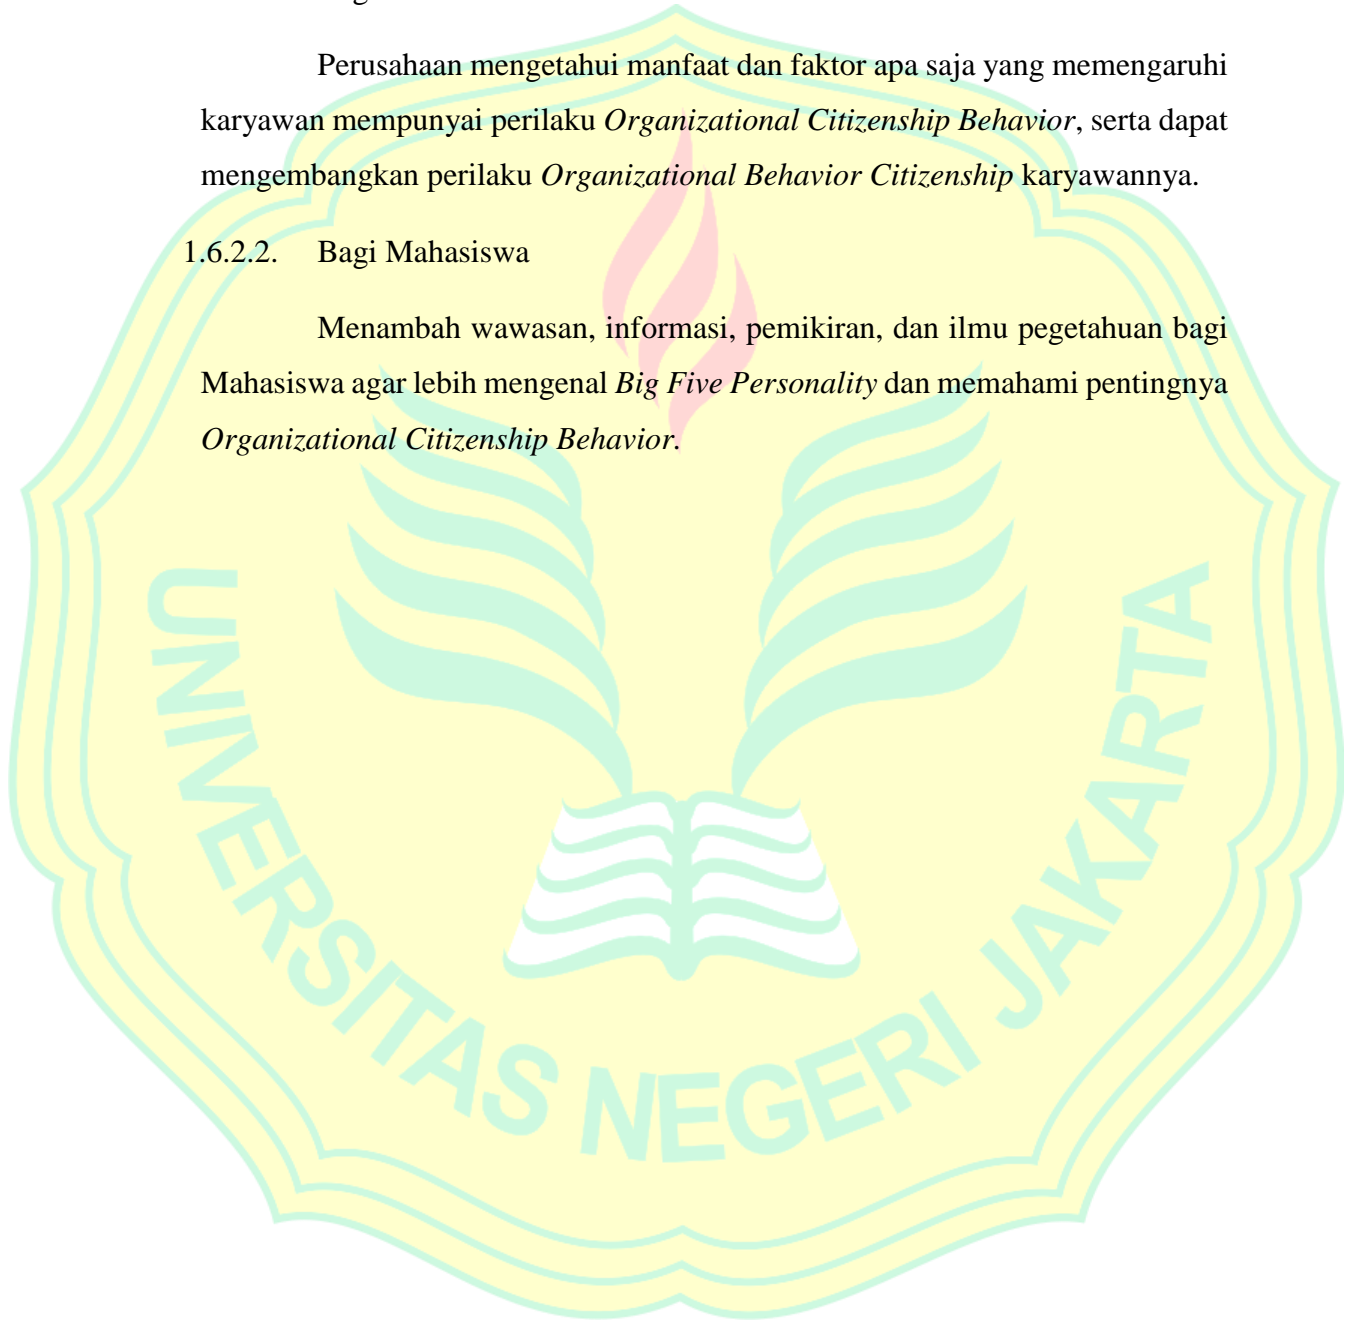 Perusahaan mengetahui manfaat dan faktor apa saja yang memengaruhi
karyawan mempunyai perilaku Organizational Citizenship Behavior, serta dapat
mengembangkan perilaku Organizational Behavior Citizenship karyawannya.
1.6.2.2. Bagi Mahasiswa
Menambah wawasan, informasi, pemikiran, dan ilmu pegetahuan bagi
Mahasiswa agar lebih mengenal Big Five Personality dan memahami pentingnya
Organizational Citizenship Behavior.
UNIVERSITAS NEGERI JAKARTA